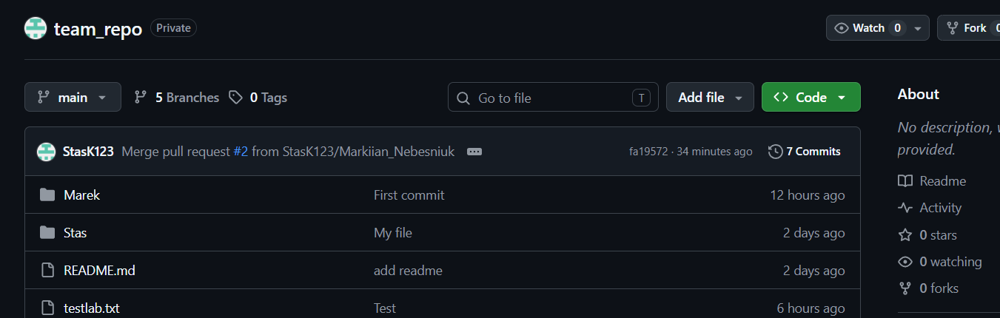 team_repo Private Watch 0 Fork
main 5 Branches 0 Tags Go to file T Add file Code
About
No description,
provided.
StasK123 Merge pull request #2 from StasK123/Markiian_Nebesniuk fa19572 · 34 minutes ago 7 Commits
Marek First commit 12 hours ago
Stas My file 2 days ago
README.md add readme 2 days ago
testlab.txt Test 6 hours ago
Readme
Activity
0 stars
0 watching
0 forks